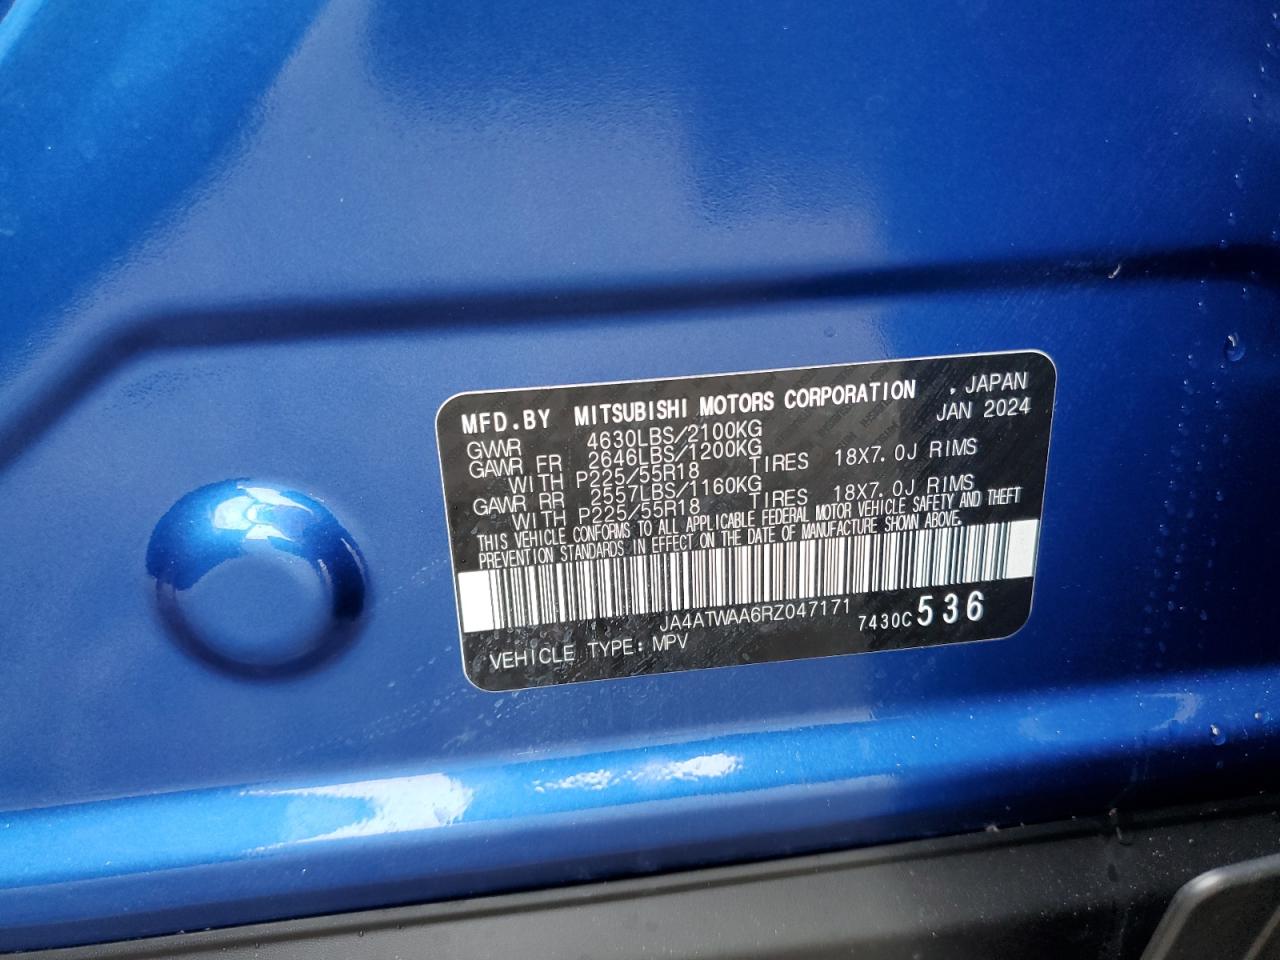 MFD.BY MITSUBISHI MOTORS CORPORATION . JAPAN
JAN 2024
GVWR 4630LBS/2100KG
GAWR FR 2646LBS/1200KG
WITH P225/55R18 TIRES 18X7.0J RIMS
GAWR RR 2557LBS/1160KG
WITH P225/55R18 TIRES 18X7.0J RIMS
THIS VEHICLE CONFORMS TO ALL APPLICABLE FEDERAL MOTOR VEHICLE SAFETY AND THEFT
PREVENTION STANDARDS IN EFFECT ON THE DATE OF MANUFACTURE SHOWN ABOVE.
JA4ATWAA6RZ047171
7430C 536
VEHICLE TYPE: MPV